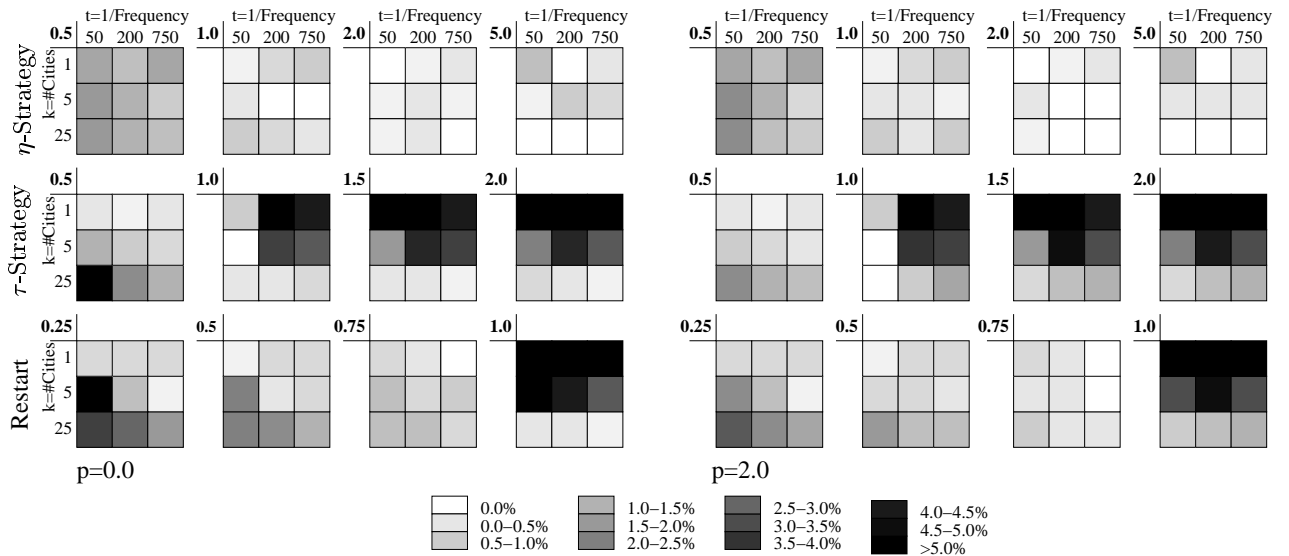 t=1/Frequency t=1/Frequency t=1/Frequency t=1/Frequency t=1/Frequency t=1/Frequency t=1/Frequency t=1/Frequency
0.5 50 200 750 1.0 50 200 750 2.0 50 200 750 5.0 50 200 750 0.5 50 200 750 1.0 50 200 750 2.0 50 200 750 5.0 50 200 750
η-Strategy
k=#Cities
1
5
25
0.5 1.0 1.5 2.0 0.5 1.0 1.5 2.0
τ-Strategy
k=#Cities
1
5
25
0.25 0.5 0.75 1.0 0.25 0.5 0.75 1.0
Restart
k=#Cities
1
5
25
p=0.0 p=2.0
0.0% 1.0–1.5% 2.5–3.0% 4.0–4.5%
0.0–0.5% 1.5–2.0% 3.0–3.5% 4.5–5.0%
0.5–1.0% 2.0–2.5% 3.5–4.0% >5.0%